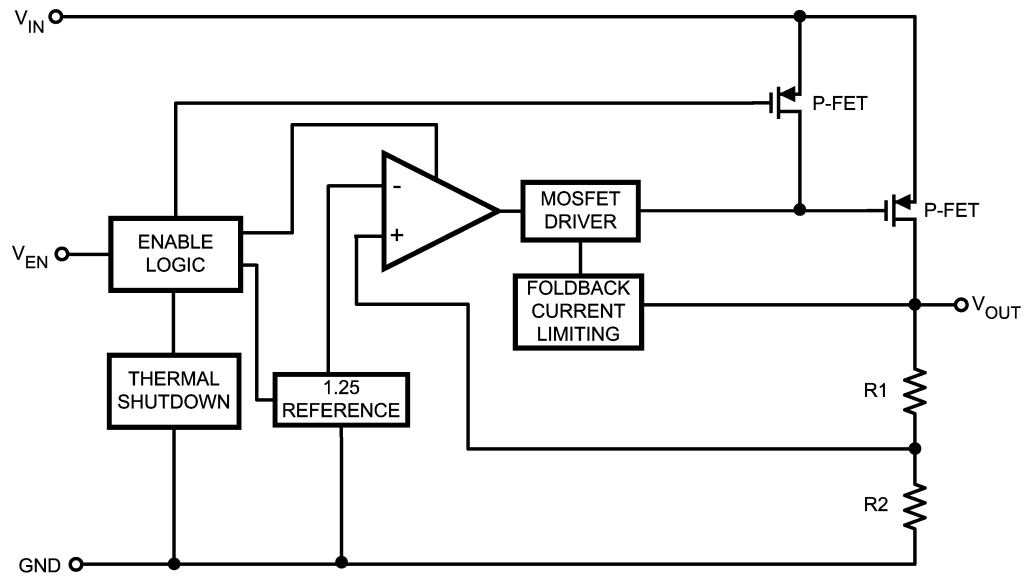 VIN
P-FET
MOSFET
DRIVER
P-FET
-
+
ENABLE
LOGIC
VEN
FOLDBACK
CURRENT
LIMITING
VOUT
THERMAL
SHUTDOWN
1.25
REFERENCE
R1
R2
GND